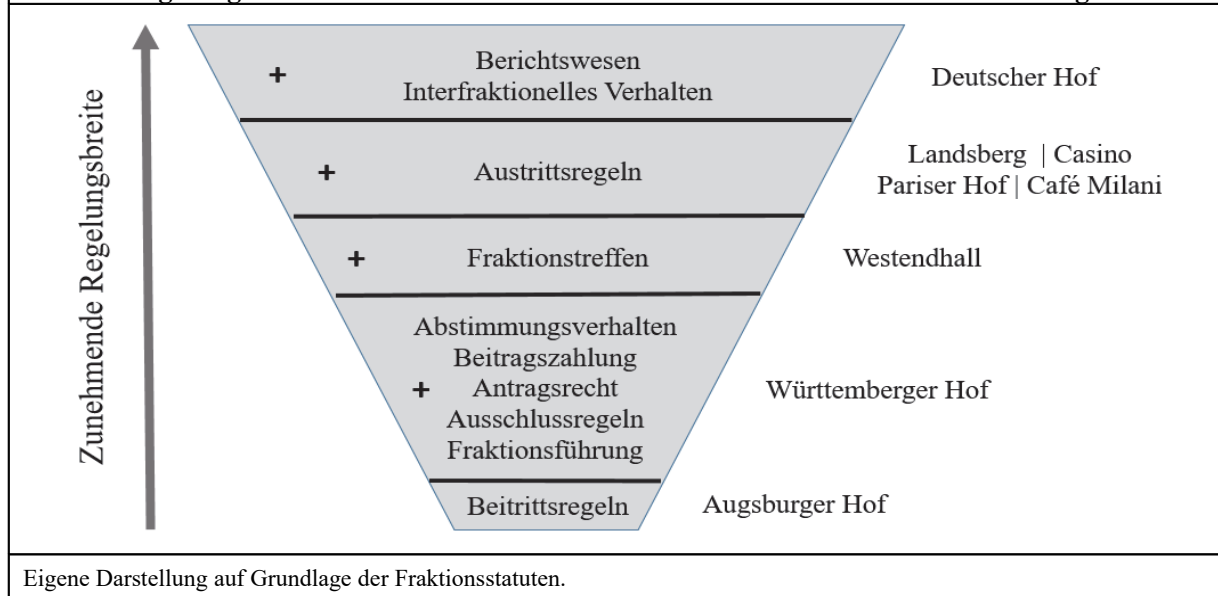 Zunehmende Regelungsbreite
+
Berichtswesen
Interfraktionelles Verhalten
Deutscher Hof
+
Austrittsregeln
Landsberg | Casino
Pariser Hof | Café Milani
+
Fraktionstreffen
Westendhall
Abstimmungsverhalten
Beitragszahlung
+
Antragsrecht
Ausschlussregeln
Fraktionsführung
Württemberger Hof
Beitrittsregeln
Augsburger Hof
Eigene Darstellung auf Grundlage der Fraktionsstatuten.